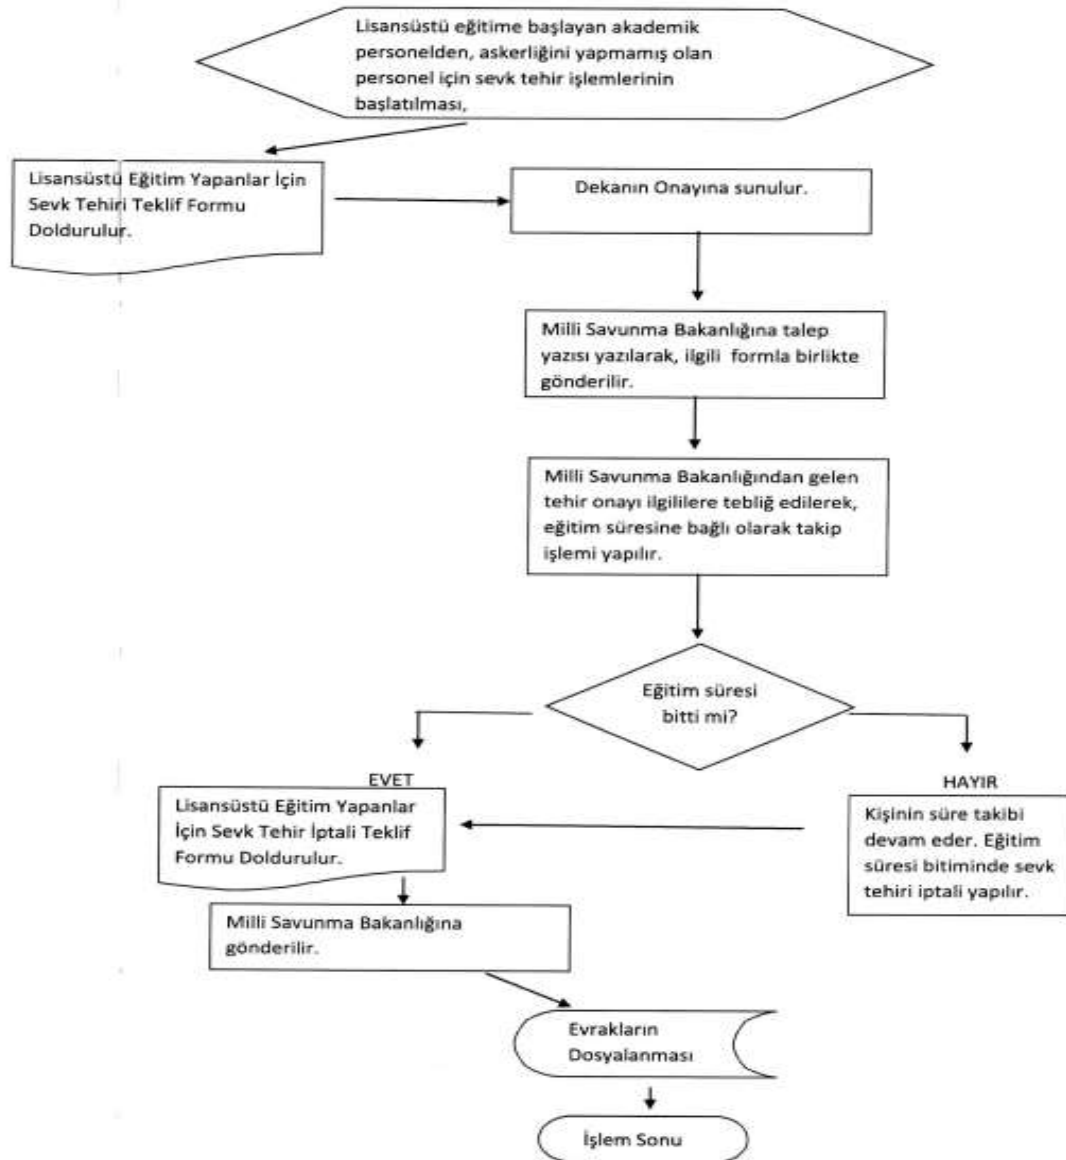 Lisansüstü eğitime başlayan akademik
personelden, askerliğini yapmamış olan
personel için sevk tehir işlemlerinin
başlatılması,
Lisansüstü Eğitim Yapanlar İçin
Sevk Tehiri Teklif Formu
Doldurulur.
Dekanın Onayına sunulur.
Milli Savunma Bakanlığına talep
yazısı yazılarak, ilgili formla birlikte
gönderilir.
Milli Savunma Bakanlığından gelen
tehir onayı ilgililere tebliğ edilerek,
eğitim süresine bağlı olarak takip
işlemi yapılır.
Eğitim süresi
bitti mi?
EVET
Lisansüstü Eğitim Yapanlar
İçin Sevk Tehir İptali Teklif
Formu Doldurulur.
HAYIR
Kişinin süre takibi
devam eder. Eğitim
süresi bitiminde sevk
tehiri iptali yapılır.
Milli Savunma Bakanlığına
gönderilir.
Evrakların
Dosyalanması
İşlem Sonu